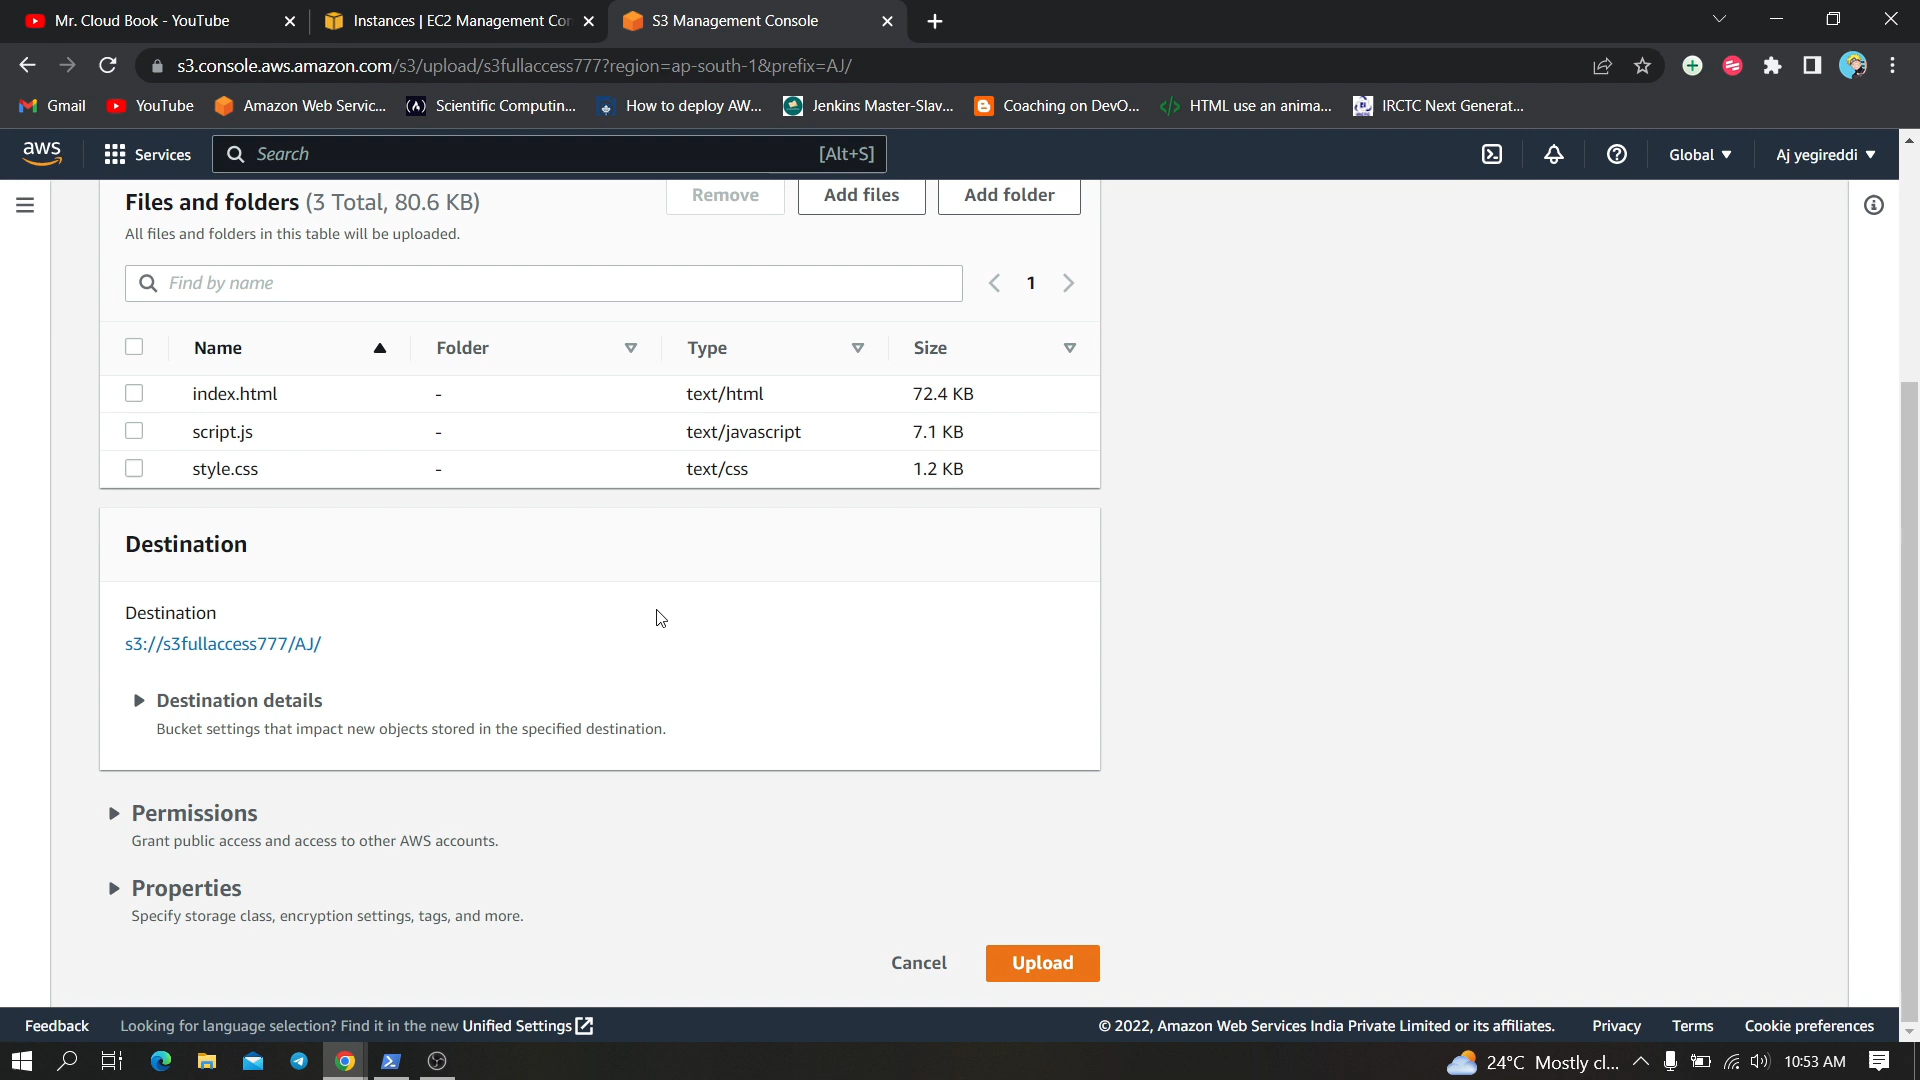 Mr. Cloud Book - YouTube
Instances | EC2 Management Cor
S3 Management Console
s3.console.aws.amazon.com/s3/upload/s3fullaccess777?region=ap-south-1&prefix=AJ/
Gmail
YouTube
Amazon Web Servic...
Scientific Computin...
How to deploy AW...
Jenkins Master-Slav...
Coaching on DevO...
HTML use an anima...
IRCTC Next Generat...
aws
Services
Search
[Alt+S]
Global
Aj yegireddi
Files and folders (3 Total, 80.6 KB)
Remove
Add files
Add folder
All files and folders in this table will be uploaded.
Find by name
1
Name Folder Type Size
index.html - text/html 72.4 KB
script.js - text/javascript 7.1 KB
style.css - text/css 1.2 KB
Destination
Destination
s3://s3fullaccess777/AJ/
Destination details
Bucket settings that impact new objects stored in the specified destination.
Permissions
Grant public access and access to other AWS accounts.
Properties
Specify storage class, encryption settings, tags, and more.
Cancel
Upload
Feedback
Looking for language selection? Find it in the new Unified Settings
© 2022, Amazon Web Services India Private Limited or its affiliates.
Privacy
Terms
Cookie preferences
24°C Mostly cl...
10:53 AM